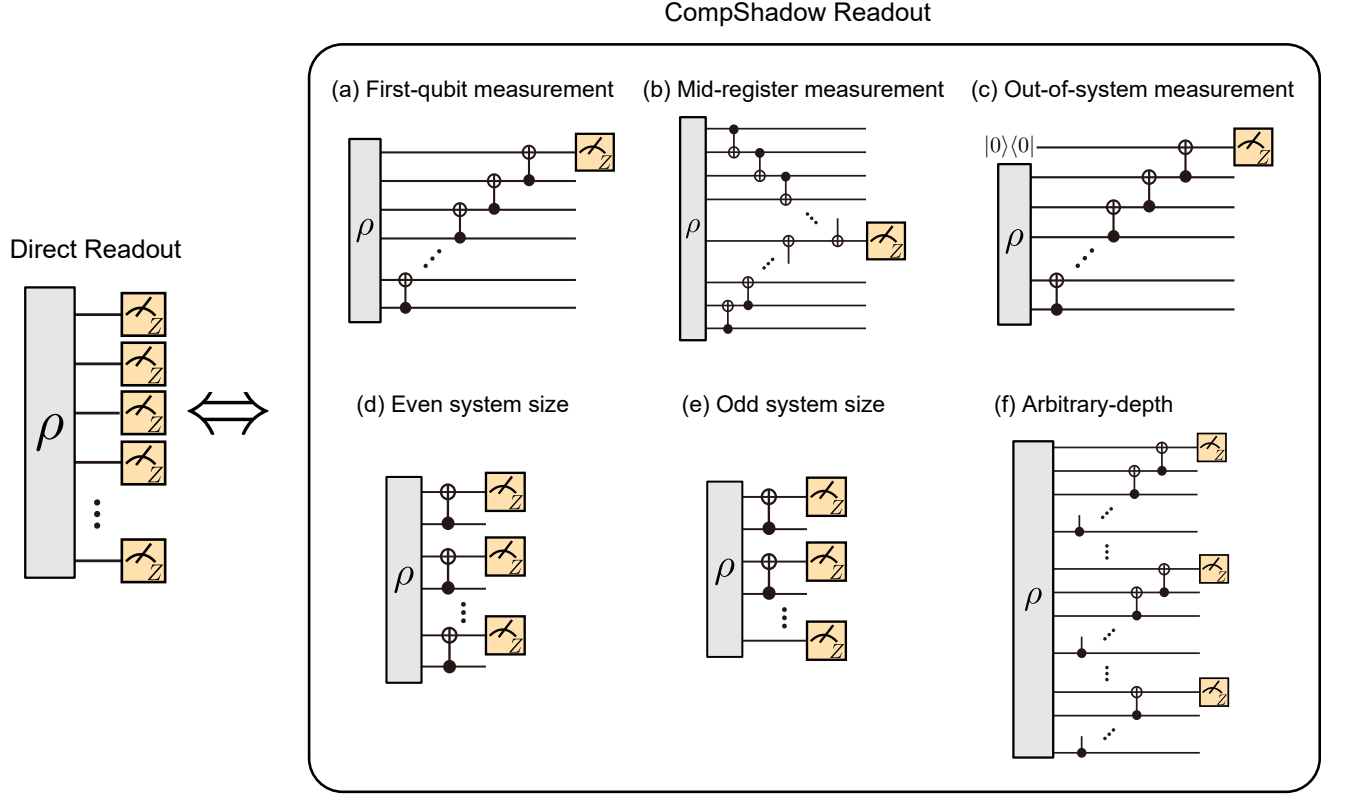 CompShadow Readout
(a) First-qubit measurement
(b) Mid-register measurement
(c) Out-of-system measurement
Z
Z
|0⟩⟨0|
Z
ρ
ρ
ρ
Direct Readout
Z
Z
Z
Z
Z
ρ
(d) Even system size
(e) Odd system size
(f) Arbitrary-depth
Z
Z
Z
ρ
Z
Z
Z
ρ
Z
Z
Z
ρ